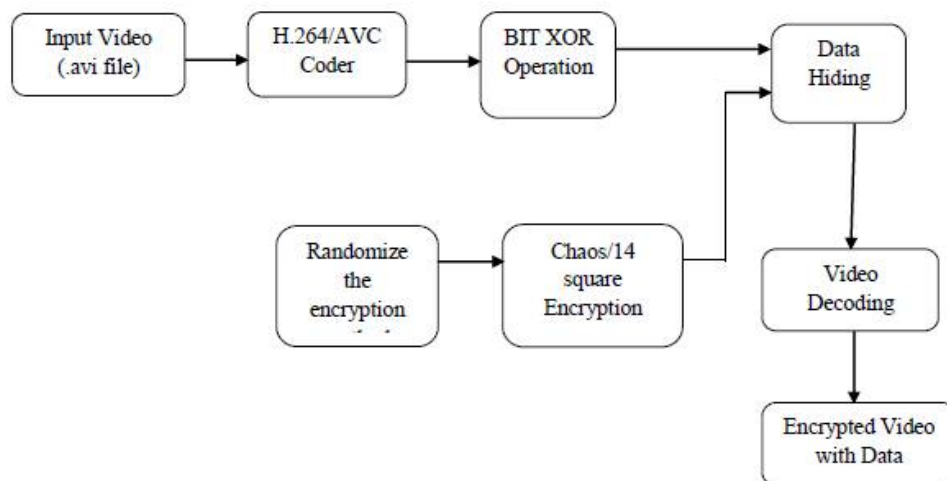 Input Video
(.avi file)
H.264/AVC
Coder
BIT XOR
Operation
Data
Hiding
Randomize
the
encryption
Chaos/14
square
Encryption
Video
Decoding
Encrypted Video
with Data